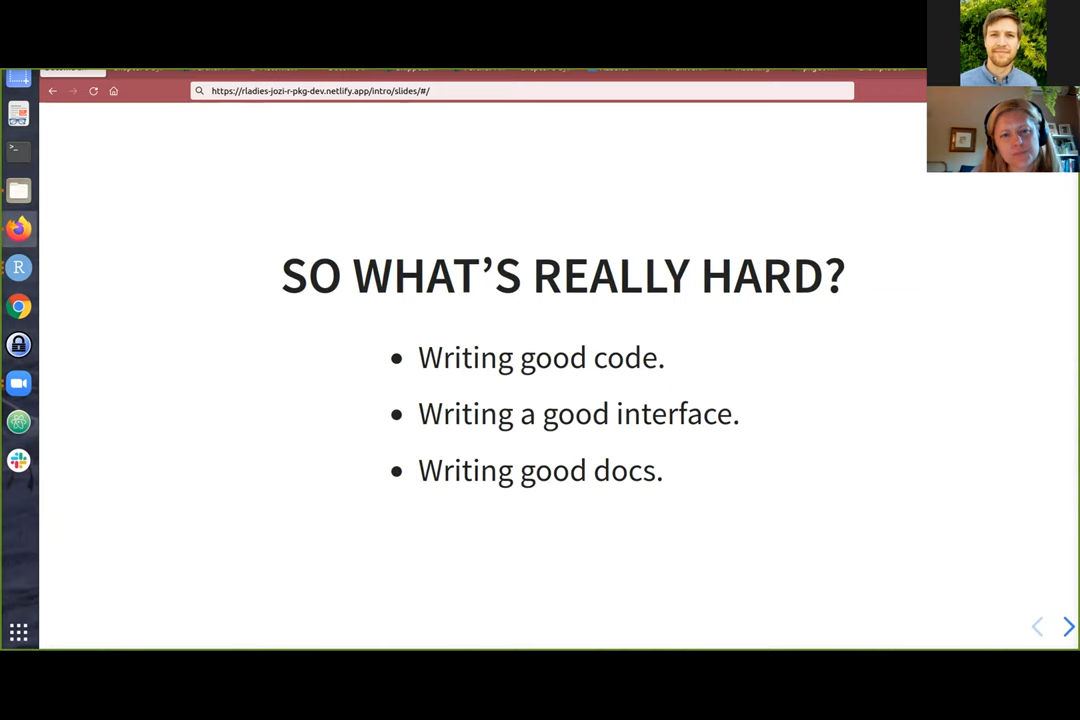 https://rladies-jozi-r-pkg-dev.netlify.app/intro/slides/#/
SO WHAT’S REALLY HARD?
• Writing good code.
• Writing a good interface.
• Writing good docs.